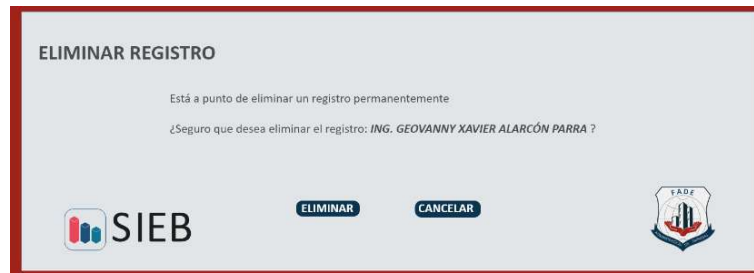 ELIMINAR REGISTRO
Está a punto de eliminar un registro permanentemente
¿Seguro que desea eliminar el registro: ING. GEOVANNY XAVIER ALARCÓN PARRA ?
ELIMINAR
CANCELAR
SIEB
FADE